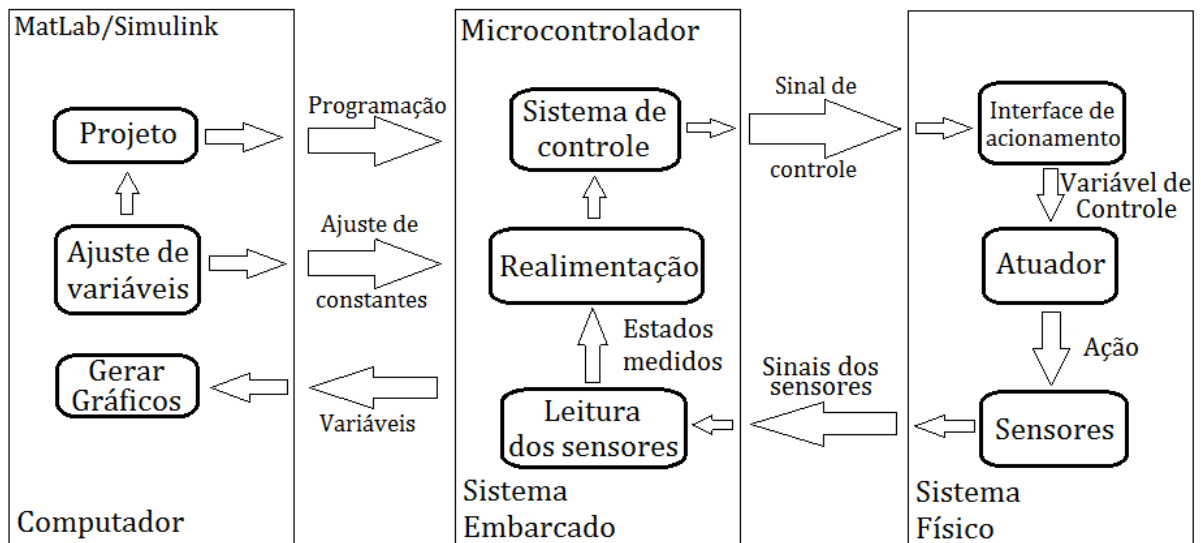 MatLab/Simulink
Projeto
Ajuste de
variáveis
Gerar
Gráficos
Computador
Programação
Ajuste de
constantes
Variáveis
Microcontrolador
Sistema de
controle
Realimentação
Estados
medidos
Leitura
dos sensores
Sistema
Embarcado
Sinal de
controle
Sinais dos
sensores
Interface de
acionamento
Variável de
Controle
Atuador
Ação
Sensores
Sistema
Físico